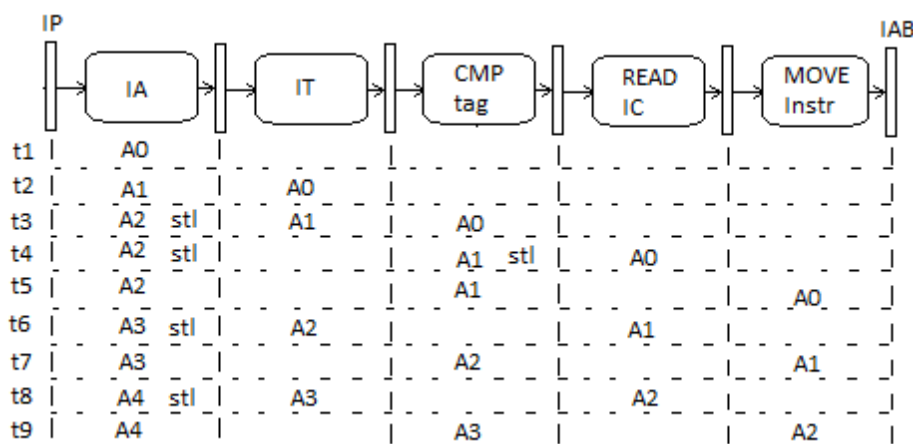 IP IAB
IA IT CMP tag READ IC MOVE Instr
t1 A0
t2 A1 A0
t3 A2 stl A1 A0
t4 A2 stl A1 stl A0
t5 A2 A1 A0
t6 A3 stl A2 A1
t7 A3 A2 A1
t8 A4 stl A3 A2
t9 A4 A3 A2